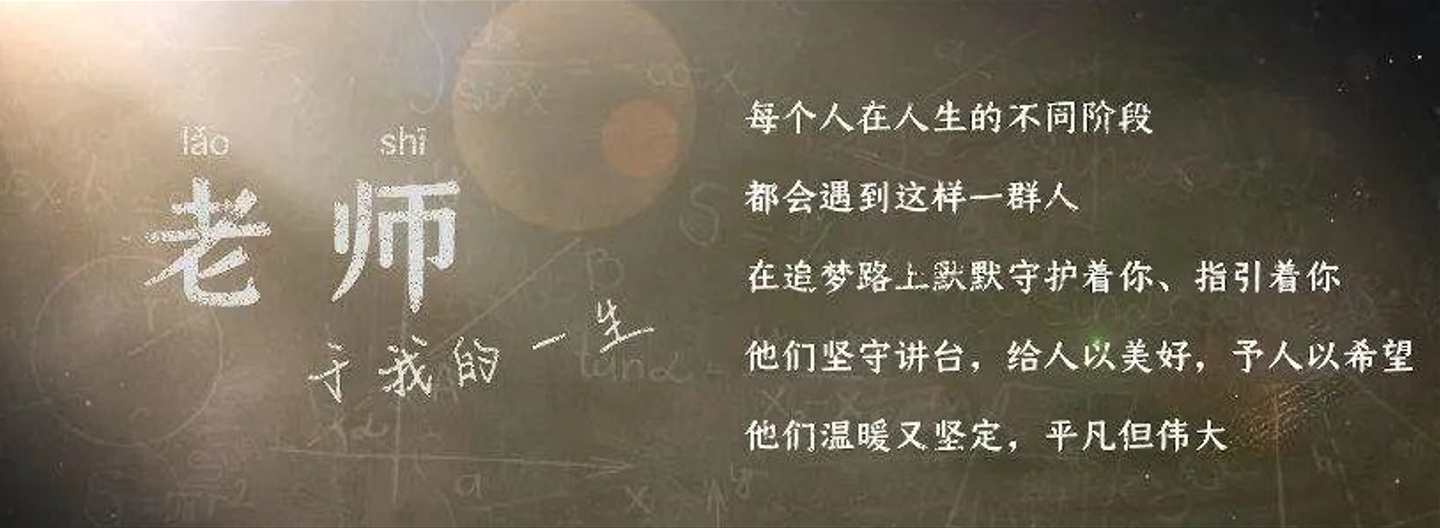 lǎo shī
老师
于我的一生
每个人在人生的不同阶段
都会遇到这样一群人
在追梦路上默默守护着你、指引着你
他们坚守讲台，给人以美好，予人以希望
他们温暖又坚定，平凡但伟大